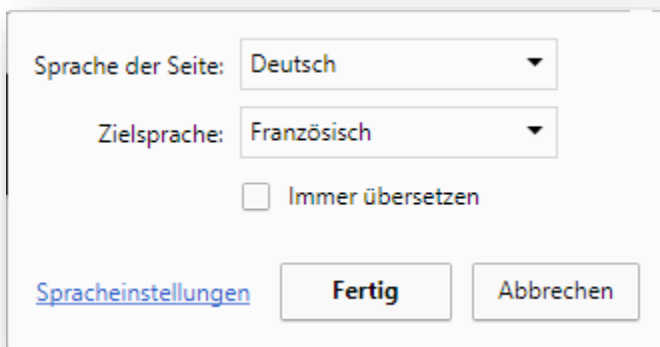 Sprache der Seite: Deutsch
Zielsprache: Französisch
Immer übersetzen
Spracheinstellungen Fertig Abbrechen